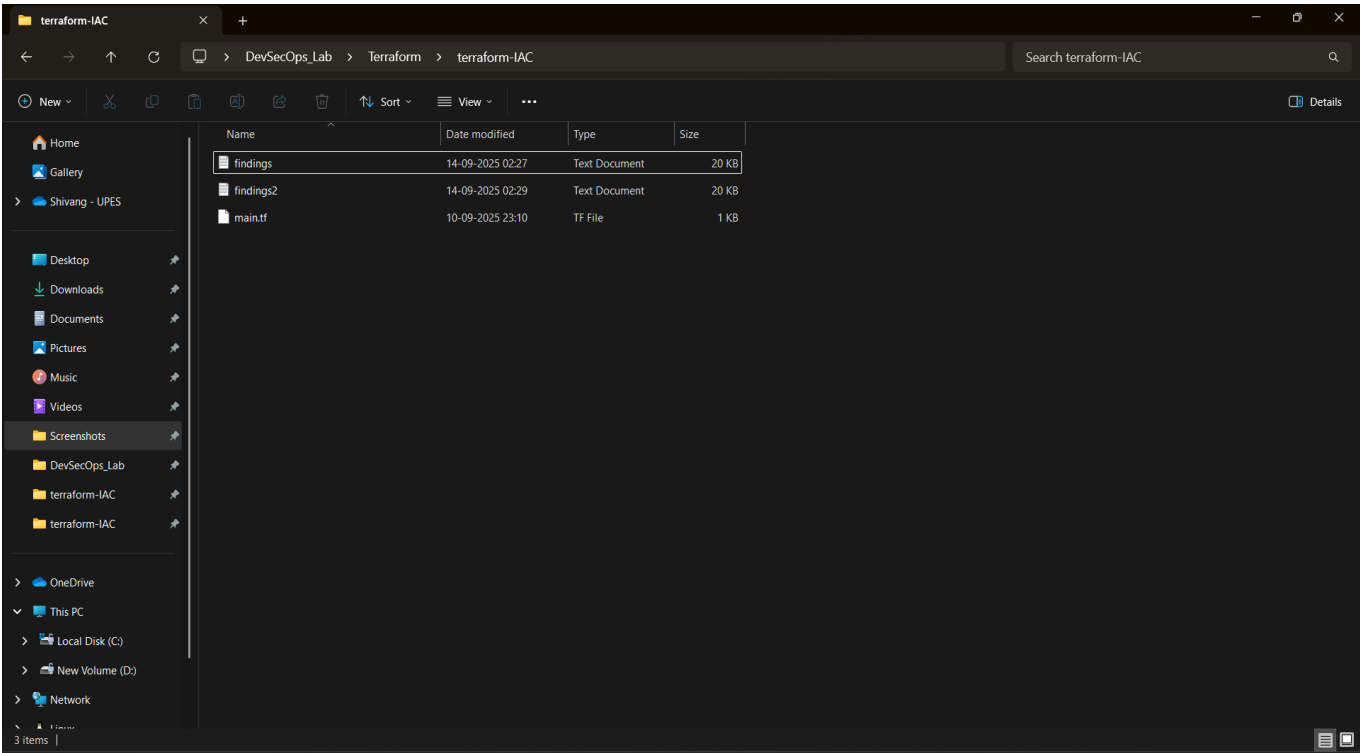 terraform-IAC
DevSecOps_Lab > Terraform > terraform-IAC
Search terraform-IAC
New
Sort
View
Details
Home
Gallery
Shivang - UPES
Desktop
Downloads
Documents
Pictures
Music
Videos
Screenshots
DevSecOps_Lab
terraform-IAC
terraform-IAC
OneDrive
This PC
Local Disk (C:)
New Volume (D:)
Network
Linux
Name Date modified Type Size
findings 14-09-2025 02:27 Text Document 20 KB
findings2 14-09-2025 02:29 Text Document 20 KB
main.tf 10-09-2025 23:10 TF File 1 KB
3 items